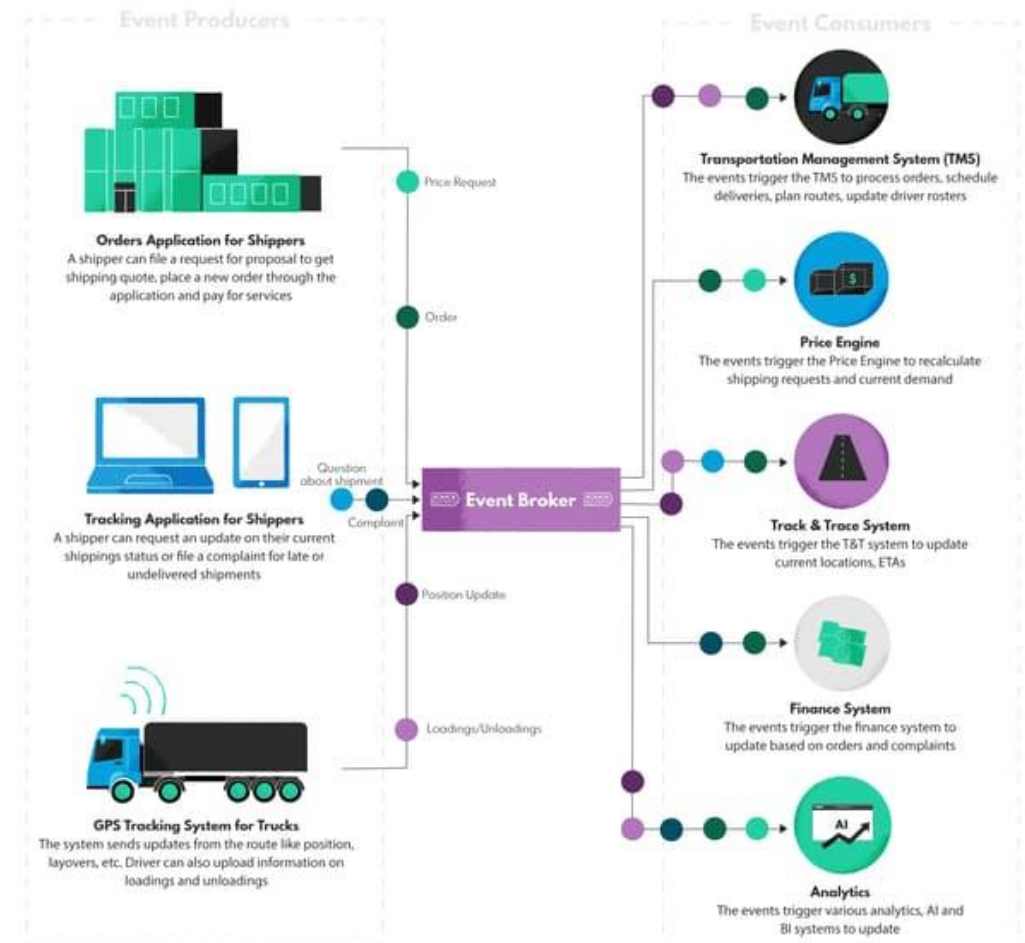 Event Producers
Event Consumers
Price Request
Orders Application for Shippers
A shipper can file a request for proposal to get
shipping quote, place a new order through the
application and pay for services
Order
Question
about shipment
Complaint
Tracking Application for Shippers
A shipper can request an update on their current
shippings status or file a complaint for late or
undelivered shipments
Position Update
Loadings/Unloadings
GPS Tracking System for Trucks
The system sends updates from the route like position,
layovers, etc. Driver can also upload information on
loadings and unloadings
Event Broker
Transportation Management System (TMS)
The events trigger the TMS to process orders, schedule
deliveries, plan routes, update driver rosters
$
Price Engine
The events trigger the Price Engine to recalculate
shipping requests and current demand
Track & Trace System
The events trigger the T&T system to update
current locations, ETAs
Finance System
The events trigger the finance system to
update based on orders and complaints
AI
Analytics
The events trigger various analytics, AI and
BI systems to update